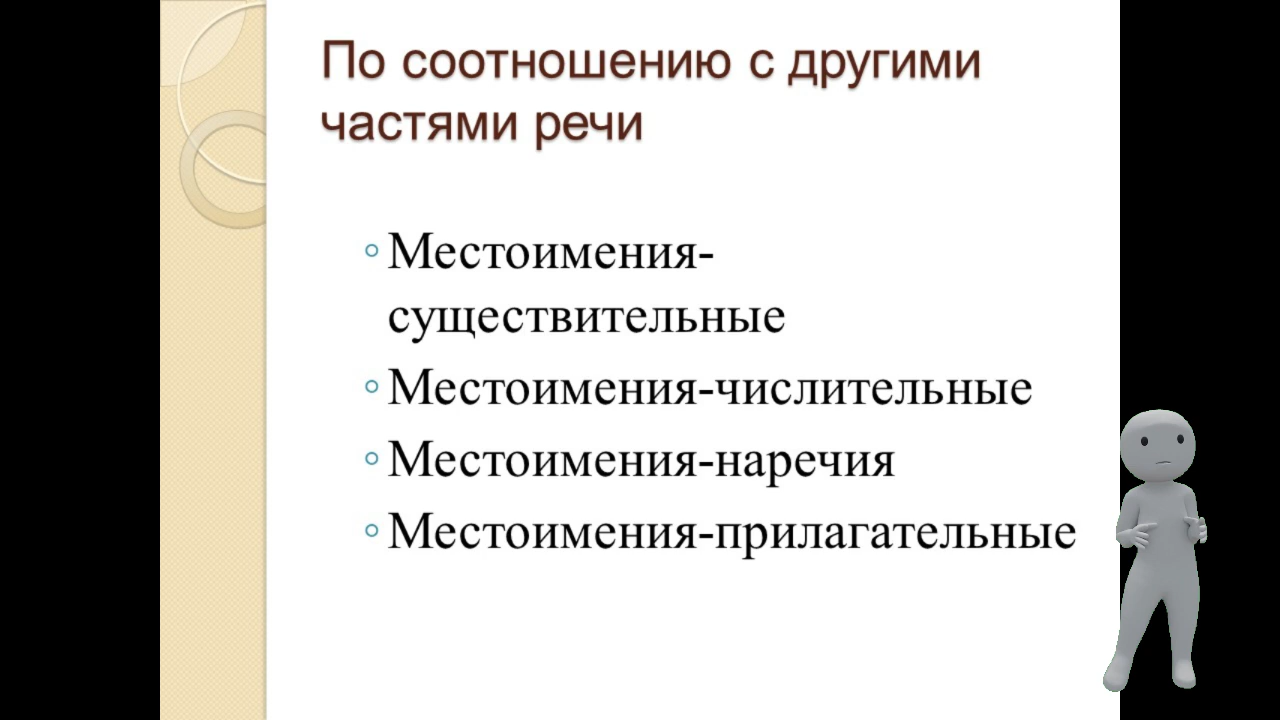 По соотношению с другими
частями речи
Местоимения-
существительные
Местоимения-числительные
Местоимения-наречия
Местоимения-прилагательные